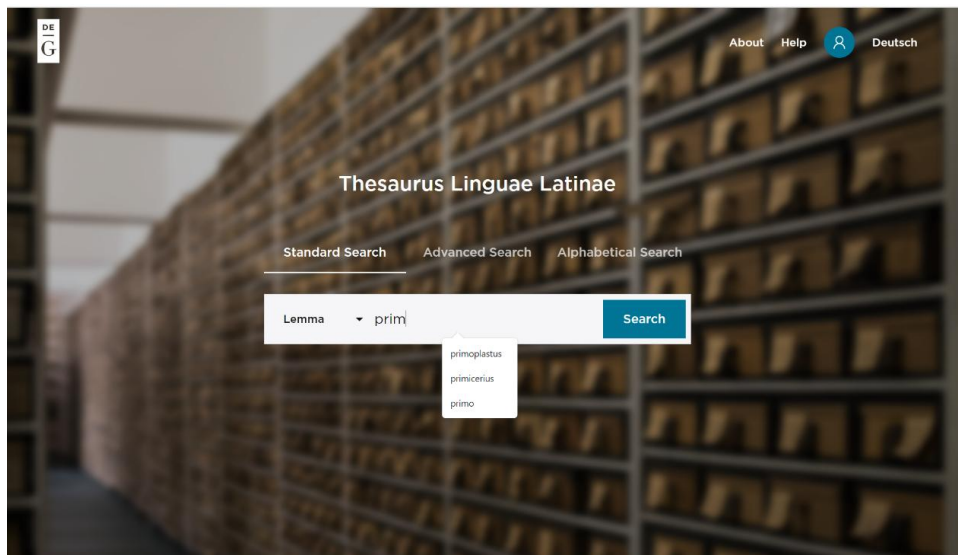 DE
G
About Help Deutsch
Thesaurus Linguae Latinae
Standard Search Advanced Search Alphabetical Search
Lemma prim Search
primoplastus
primicerius
primo